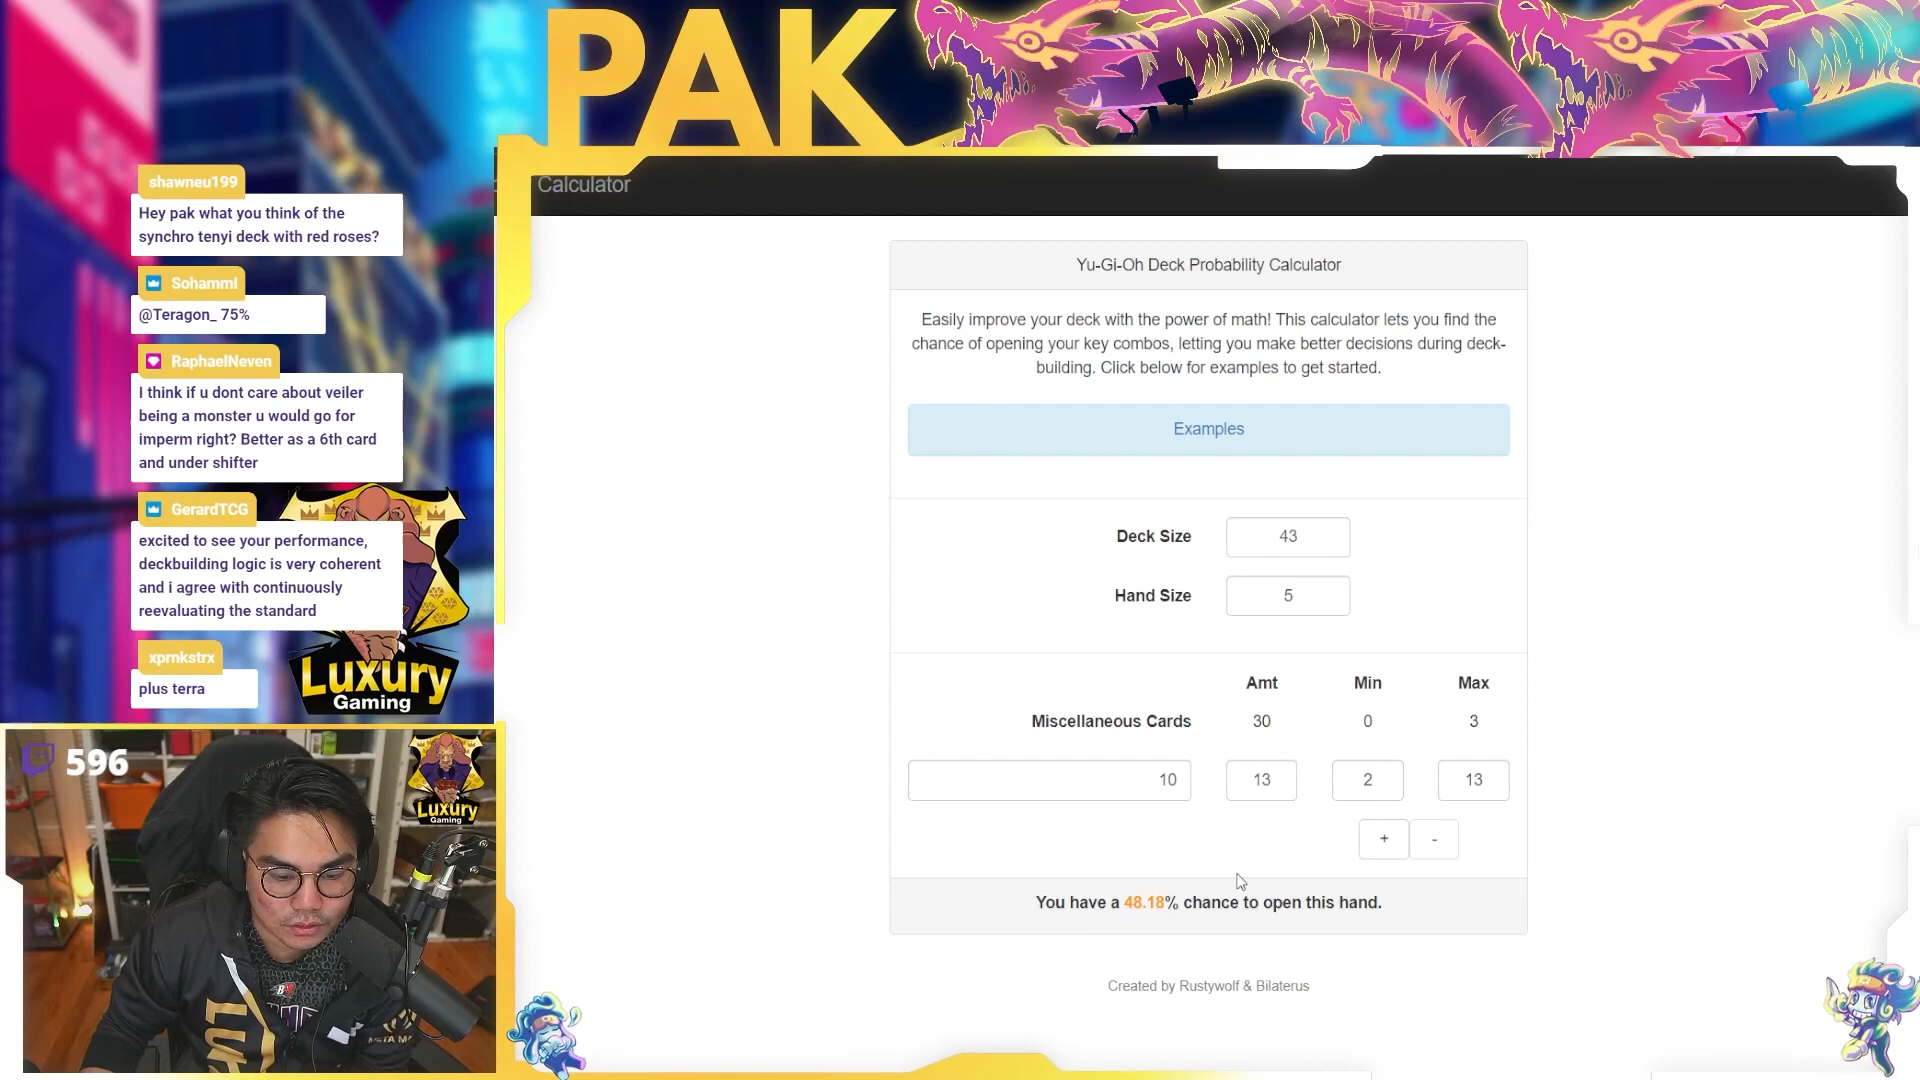 PAK
Calculator
shawneu199
Hey pak what you think of the
synchro tenyi deck with red roses?
Sohammi
@Teragon_ 75%
RaphaelNeven
I think if u dont care about veiler
being a monster u would go for
imperm right? Better as a 6th card
and under shifter
GerardTCG
excited to see your performance,
deckbuilding logic is very coherent
and i agree with continuously
reevaluating the standard
xprnkstrx
plus terra
Luxury
Gaming
596
Luxury
Gaming
Yu-Gi-Oh Deck Probability Calculator
Easily improve your deck with the power of math! This calculator lets you find the
chance of opening your key combos, letting you make better decisions during deck-
building. Click below for examples to get started.
Examples
Deck Size 43
Hand Size 5
Amt Min Max
Miscellaneous Cards 30 0 3
10 13 2 13
+ -
You have a 48.18% chance to open this hand.
Created by Rustywolf & Bilaterus